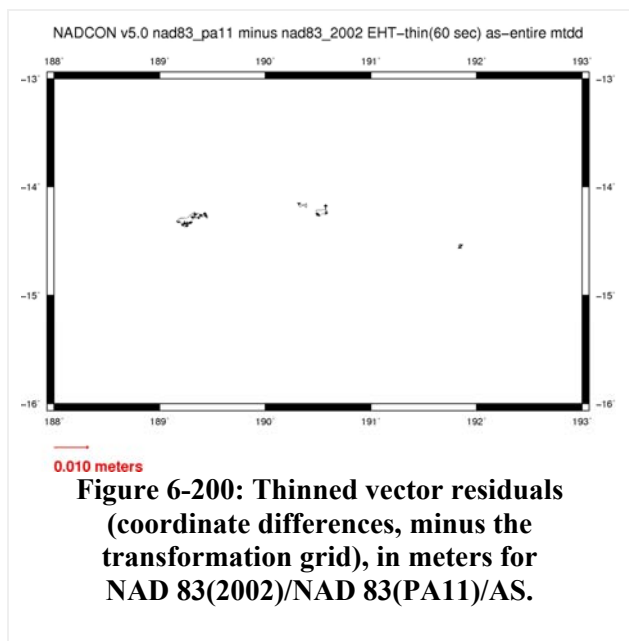 NADCON v5.0 nad83_pa11 minus nad83_2002 EHT-thin(60 sec) as-entire mtdd
188˚ 189˚ 190˚ 191˚ 192˚ 193˚
-13˚ -13˚
-14˚ -14˚
-15˚ -15˚
-16˚ -16˚
188˚ 189˚ 190˚ 191˚ 192˚ 193˚
0.010 meters
Figure 6-200: Thinned vector residuals
(coordinate differences, minus the
transformation grid), in meters for
NAD 83(2002)/NAD 83(PA11)/AS.